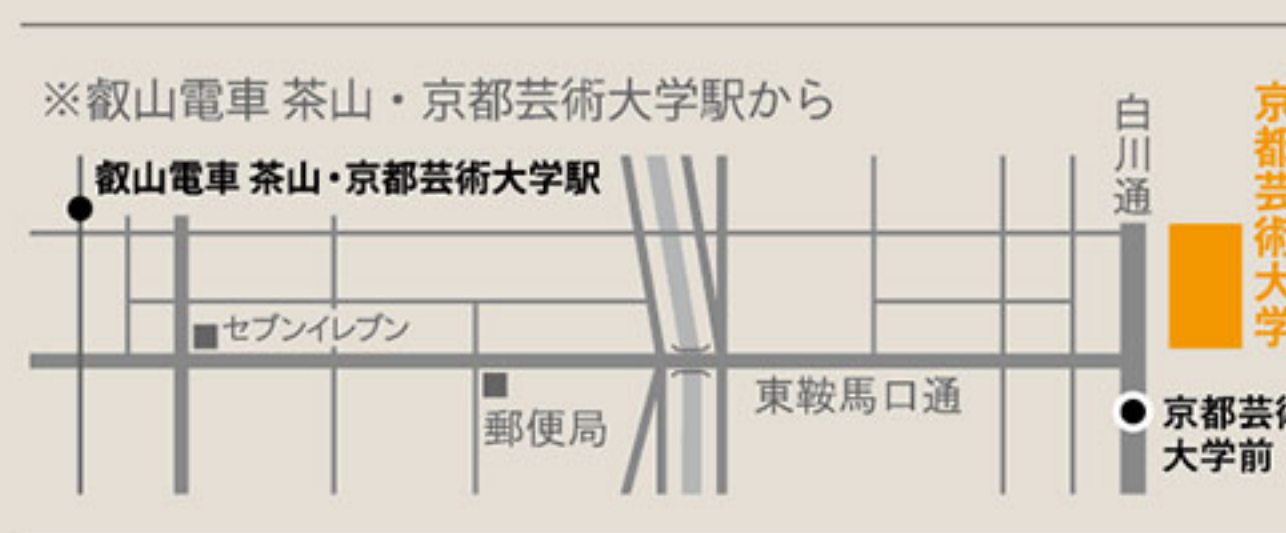 ※叡山電車 茶山・京都芸術大学駅から
叡山電車 茶山・京都芸術大学駅
白川通
京都芸術大学
セブンイレブン
郵便局
東鞍馬口通
京都芸術
大学前